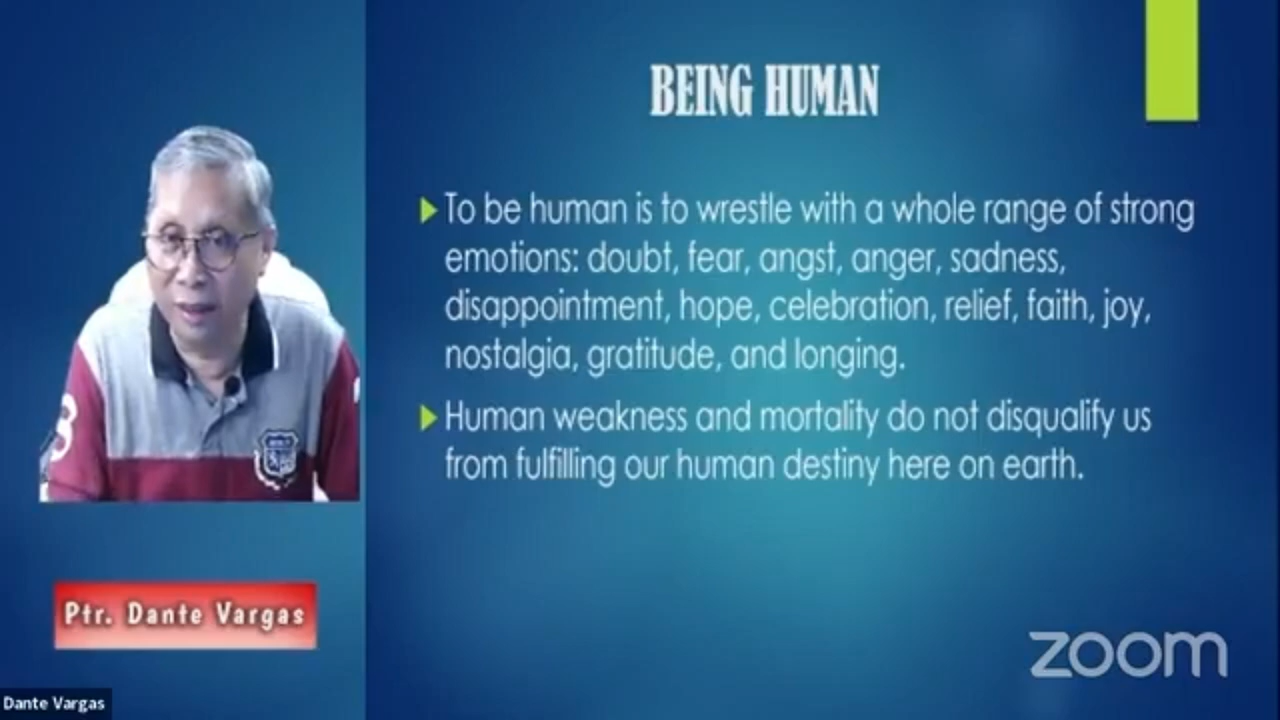 BEING HUMAN
To be human is to wrestle with a whole range of strong
emotions: doubt, fear, angst, anger, sadness,
disappointment, hope, celebration, relief, faith, joy,
nostalgia, gratitude, and longing.
Human weakness and mortality do not disqualify us
from fulfilling our human destiny here on earth.
Ptr. Dante Vargas
zoom
Dante Vargas